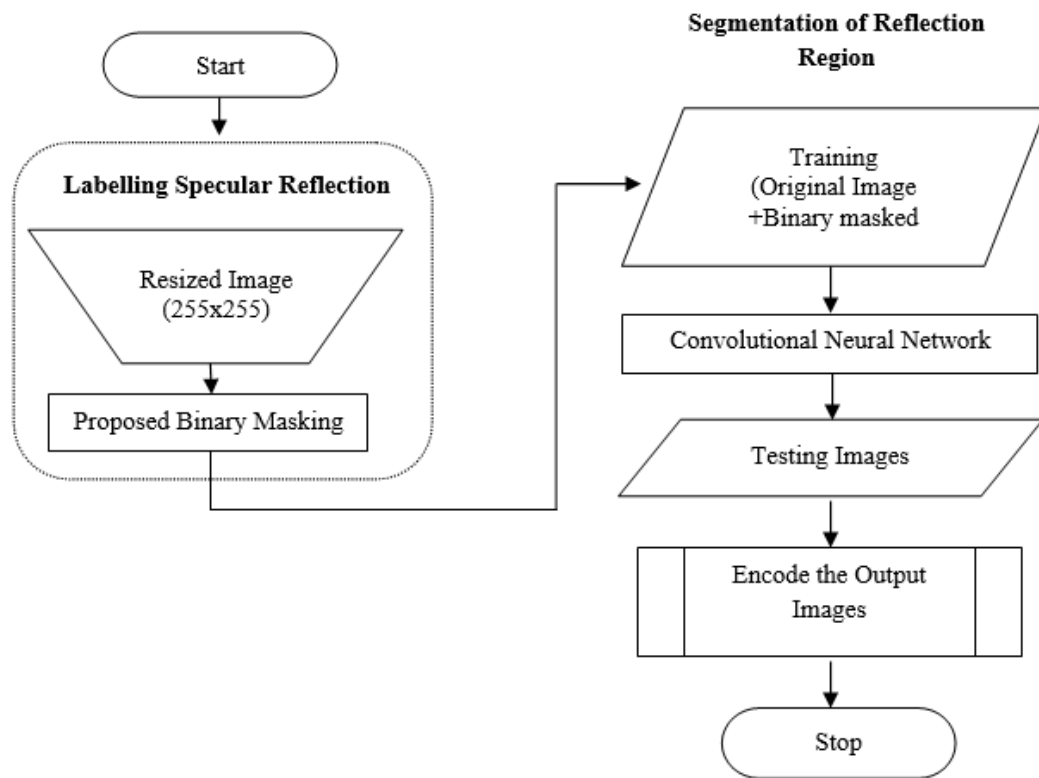 Start
Labelling Specular Reflection
Resized Image
(255x255)
Proposed Binary Masking
Segmentation of Reflection
Region
Training
(Original Image
+Binary masked
Convolutional Neural Network
Testing Images
Encode the Output
Images
Stop